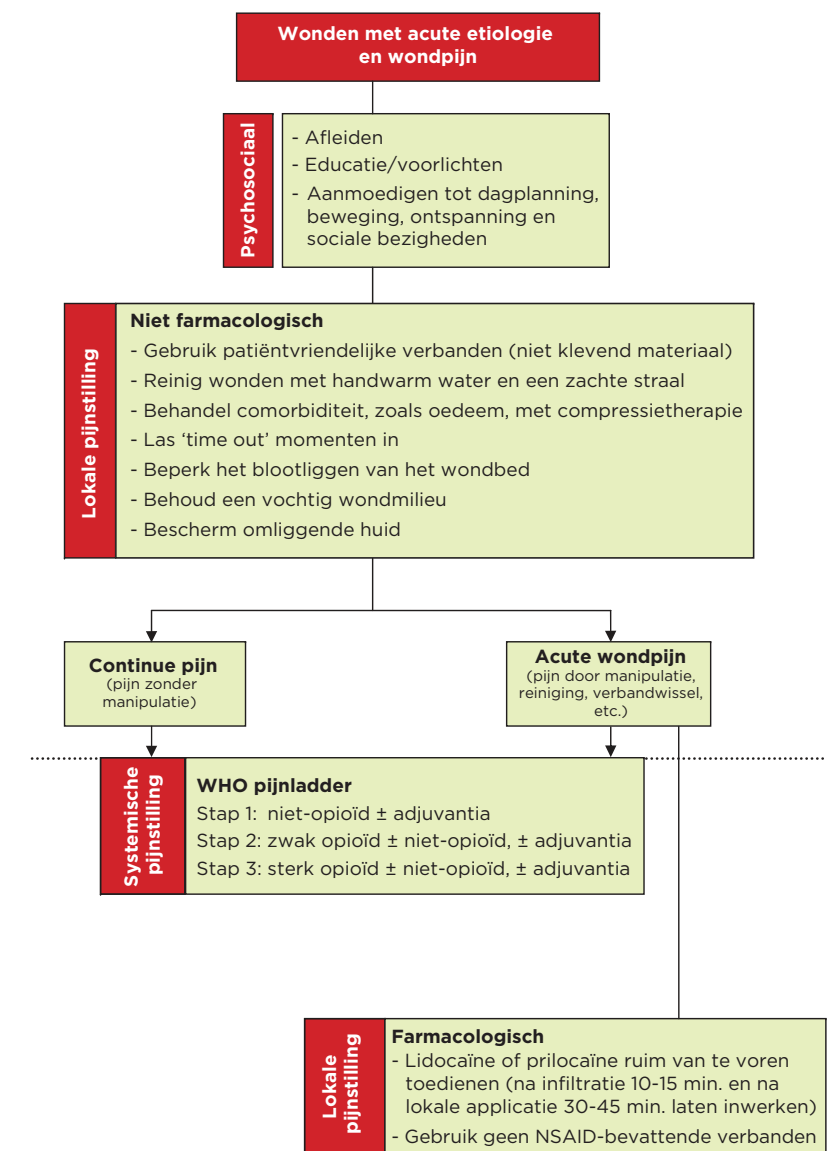 Wonden met acute etiologie
en wondpijn
Psychosociaal
- Afleiden
- Educatie/voorlichten
- Aanmoedigen tot dagplanning,
beweging, ontspanning en
sociale bezigheden
Lokale pijnstilling
Niet farmacologisch
- Gebruik patiëntvriendelijke verbanden (niet klevend materiaal)
- Reinig wonden met handwarm water en een zachte straal
- Behandel comorbiditeit, zoals oedeem, met compressietherapie
- Las ‘time out’ momenten in
- Beperk het blootliggen van het wondbed
- Behoud een vochtig wondmilieu
- Bescherm omliggende huid
Continue pijn
(pijn zonder
manipulatie)
Acute wondpijn
(pijn door manipulatie,
reiniging, verbandwissel,
etc.)
Systemische
pijnstilling
WHO pijnladder
Stap 1: niet-opioïd ± adjuvantia
Stap 2: zwak opioïd ± niet-opioïd, ± adjuvantia
Stap 3: sterk opioïd ± niet-opioïd, ± adjuvantia
Lokale
pijnstilling
Farmacologisch
- Lidocaïne of prilocaïne ruim van te voren
toedienen (na infiltratie 10-15 min. en na
lokale applicatie 30-45 min. laten inwerken)
- Gebruik geen NSAID-bevattende verbanden